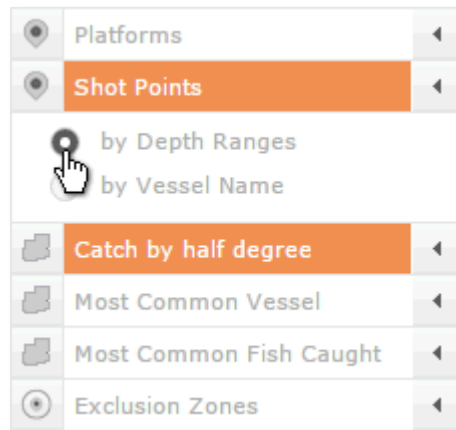 Platforms
Shot Points
by Depth Ranges
by Vessel Name
Catch by half degree
Most Common Vessel
Most Common Fish Caught
Exclusion Zones